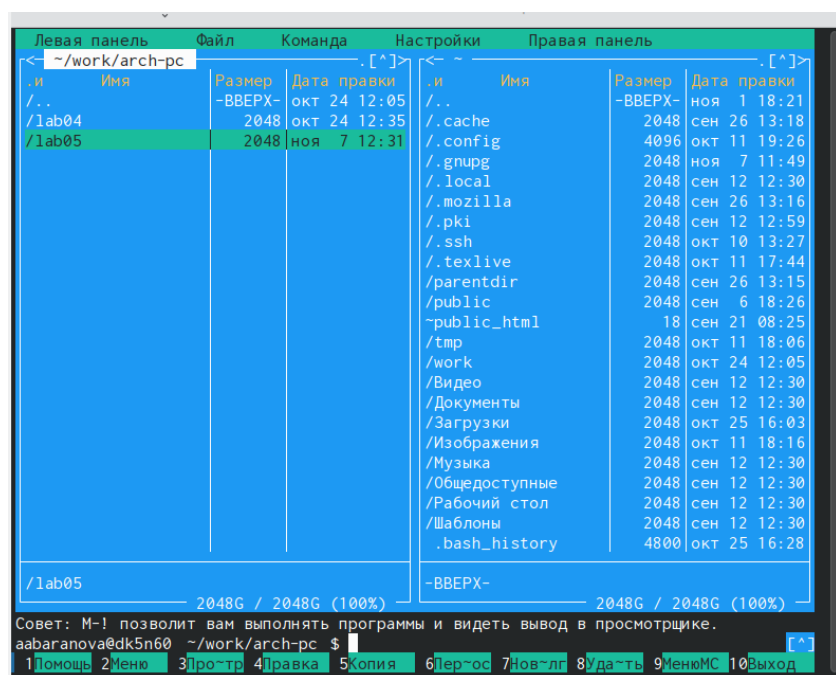 Левая панель Файл Команда Настройки Правая панель
<— ~/work/arch-pc .[^]>
.и Имя Размер Дата правки
/.. -ВВЕРХ- окт 24 12:05
/lab04 2048 окт 24 12:35
/lab05 2048 ноя 7 12:31
/lab05
2048G / 2048G (100%)
<— ~ .[^]>
.и Имя Размер Дата правки
/.. -ВВЕРХ- ноя 1 18:21
/.cache 2048 сен 26 13:18
/.config 4096 окт 11 19:26
/.gnupg 2048 ноя 7 11:49
/.local 2048 сен 12 12:30
/.mozilla 2048 сен 26 13:16
/.pki 2048 сен 12 12:59
/.ssh 2048 окт 10 13:27
/.texlive 2048 окт 11 17:44
/parentdir 2048 сен 26 13:15
/public 2048 сен 6 18:26
~public_html 18 сен 21 08:25
/tmp 2048 окт 11 18:06
/work 2048 окт 24 12:05
/Видео 2048 сен 12 12:30
/Документы 2048 сен 12 12:30
/Загрузки 2048 окт 25 16:03
/Изображения 2048 окт 11 18:16
/Музыка 2048 сен 12 12:30
/Общедоступные 2048 сен 12 12:30
/Рабочий стол 2048 сен 12 12:30
/Шаблоны 2048 сен 12 12:30
.bash_history 4800 окт 25 16:28
-ВВЕРХ-
2048G / 2048G (100%)
Совет: M-! позволит вам выполнять программы и видеть вывод в просмотрщике.
aabaranova@dk5n60 ~/work/arch-pc $ [^]
1Помощь 2Меню 3Про~тр 4Правка 5Копия 6Пер~ос 7Нов~лг 8Уда~ть 9МенюMC 10Выход